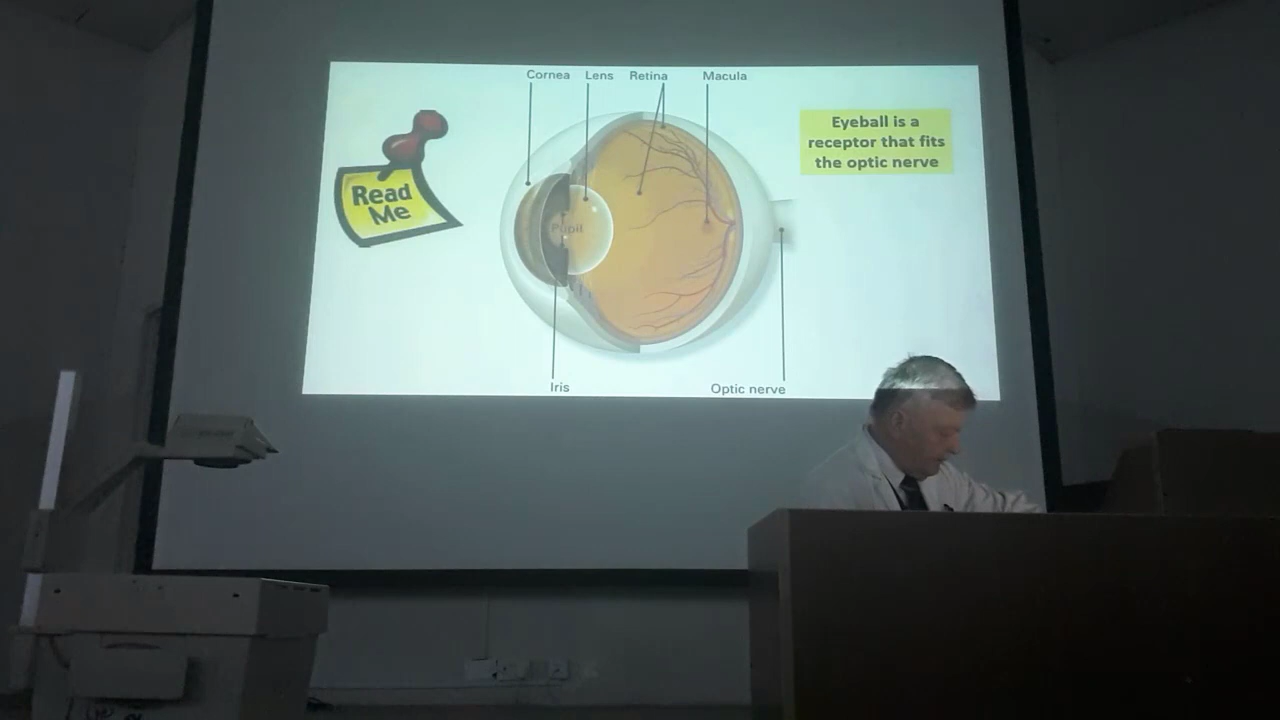 Cornea Lens Retina Macula
Read
Me
Eyeball is a
receptor that fits
the optic nerve
Pupil
Iris
Optic nerve